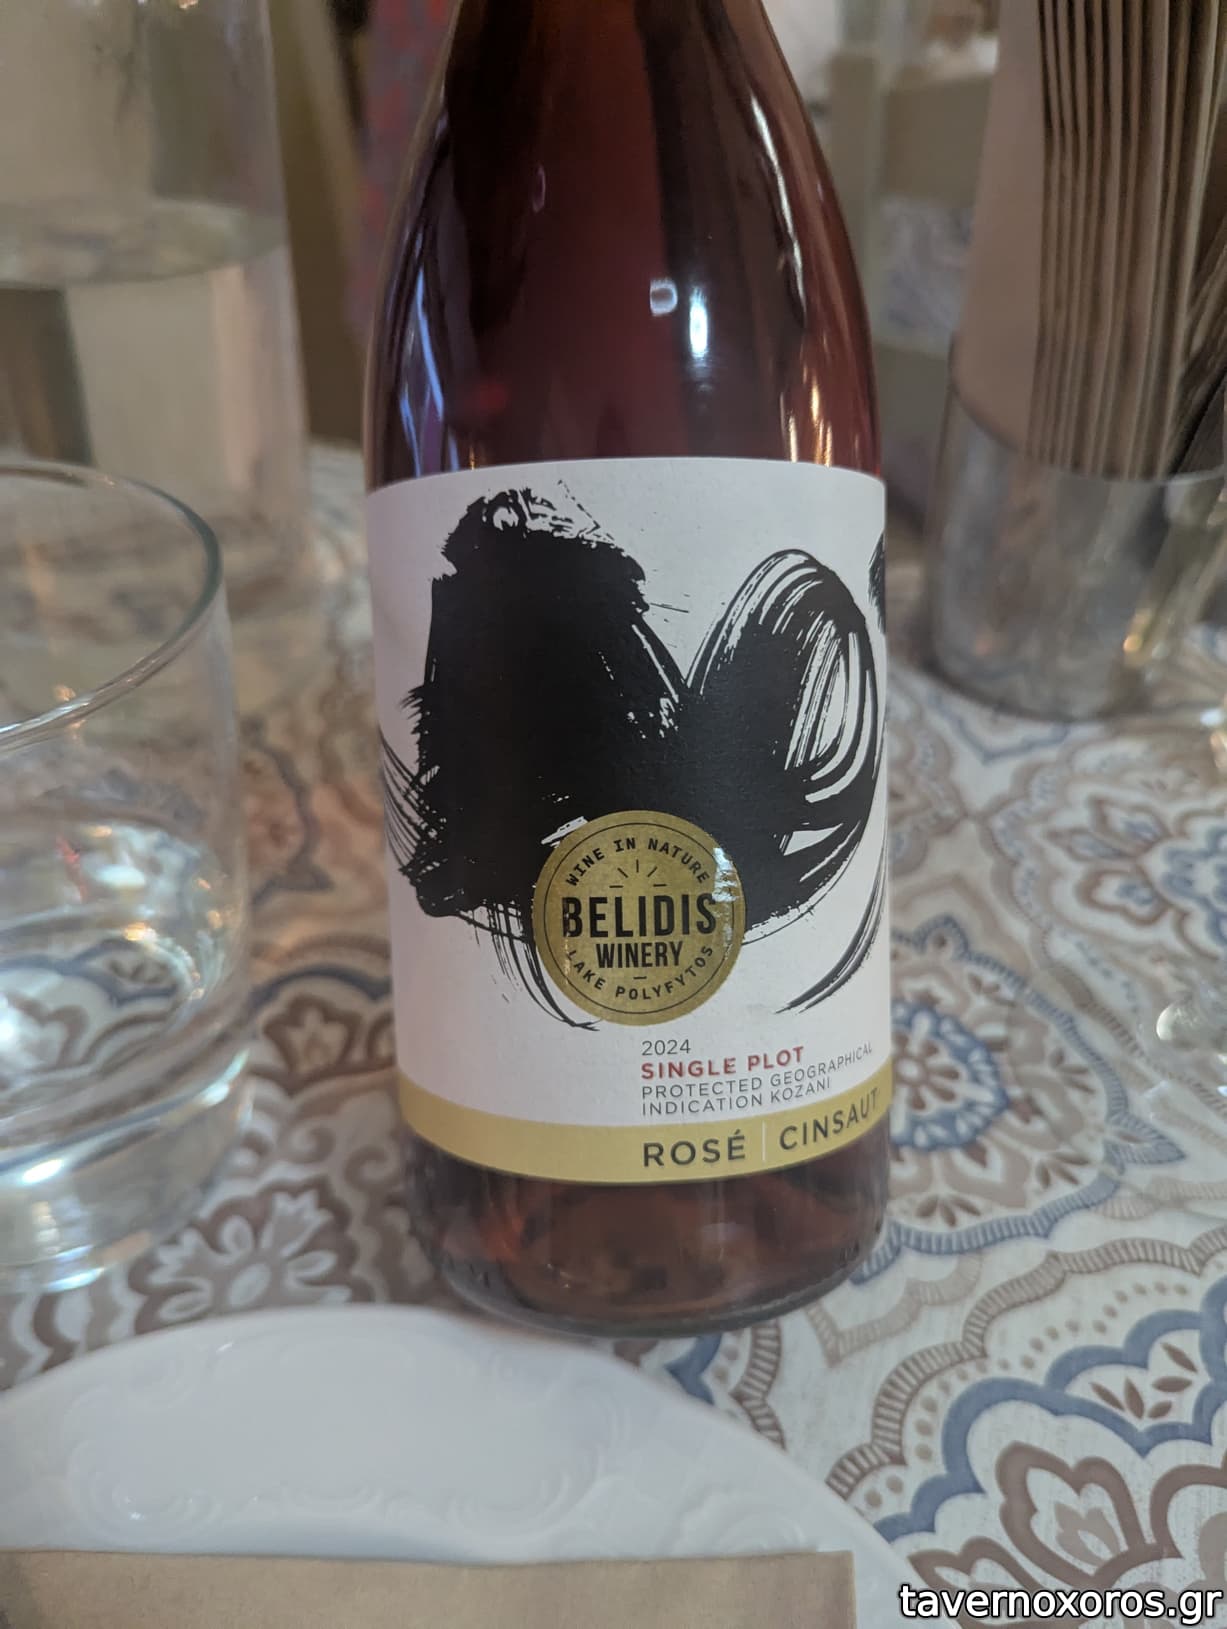 WINE IN NATURE
BELIDIS
WINERY
LAKE POLYFYTOS
2024
SINGLE PLOT
PROTECTED GEOGRAPHICAL
INDICATION KOZANI
ROSÉ | CINSAUT
tavernoxoros.gr